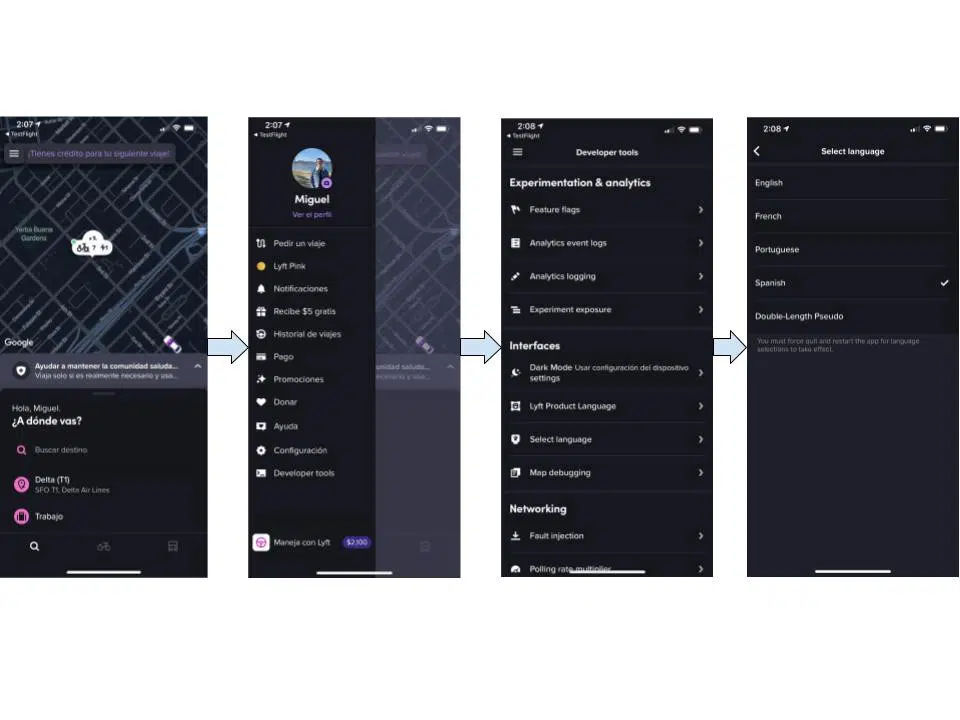 2:07
◀ TestFlight
¡Tienes crédito para tu siguiente viaje!
Yerba Buena
Gardens
Google
Ayudar a mantener la comunidad saluda...
Viaja solo si es realmente necesario y usa...
Hola, Miguel.
¿A dónde vas?
Buscar destino
Delta (T1)
SFO T1, Delta Air Lines
Trabajo
2:07
◀ TestFlight
Miguel
Ver el perfil
Pedir un viaje
Lyft Pink
Notificaciones
Recibe $5 gratis
Historial de viajes
Pago
Promociones
Donar
Ayuda
Configuración
Developer tools
Maneja con Lyft $2,100
2:08
◀ TestFlight
Developer tools
Experimentation & analytics
Feature flags
Analytics event logs
Analytics logging
Experiment exposure
Interfaces
Dark Mode Usar configuración del dispositivo
settings
Lyft Product Language
Select language
Map debugging
Networking
Fault injection
Polling rate multiplier
2:08
Select language
English
French
Portuguese
Spanish
Double-Length Pseudo
You must force quit and restart the app for language
selections to take effect.